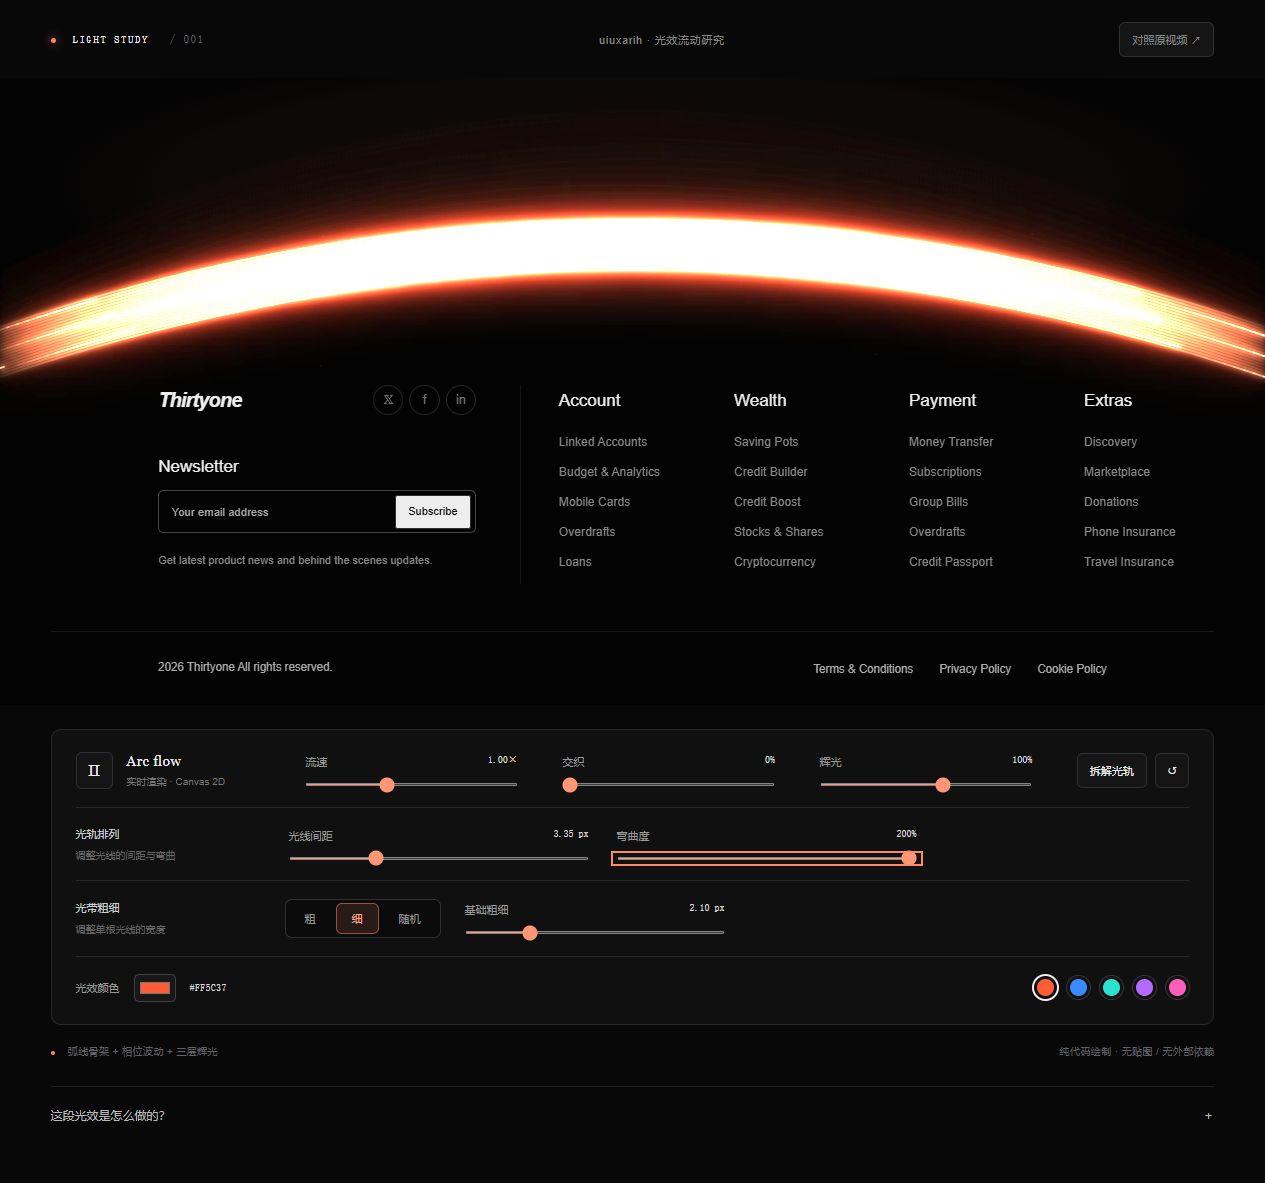 LIGHT STUDY / 001
uiuxarih · 光效流动研究
对照原视频 ↗
Thirtyone
𝕏 f in
Newsletter
Your email address
Subscribe
Get latest product news and behind the scenes updates.
Account
Linked Accounts
Budget & Analytics
Mobile Cards
Overdrafts
Loans
Wealth
Saving Pots
Credit Builder
Credit Boost
Stocks & Shares
Cryptocurrency
Payment
Money Transfer
Subscriptions
Group Bills
Overdrafts
Credit Passport
Extras
Discovery
Marketplace
Donations
Phone Insurance
Travel Insurance
2026 Thirtyone All rights reserved.
Terms & Conditions
Privacy Policy
Cookie Policy
Arc flow
实时渲染 · Canvas 2D
流速 1.00×
交织 0%
辉光 100%
拆解光轨
↺
光轨排列
调整光线的间距与弯曲
光线间距 3.35 px
弯曲度 200%
光带粗细
调整单根光线的宽度
粗
细
随机
基础粗细 2.10 px
光效颜色
#FF5C37
弧线骨架 + 相位波动 + 三层辉光
纯代码绘制 · 无贴图 / 无外部依赖
这段光效是怎么做的？
+